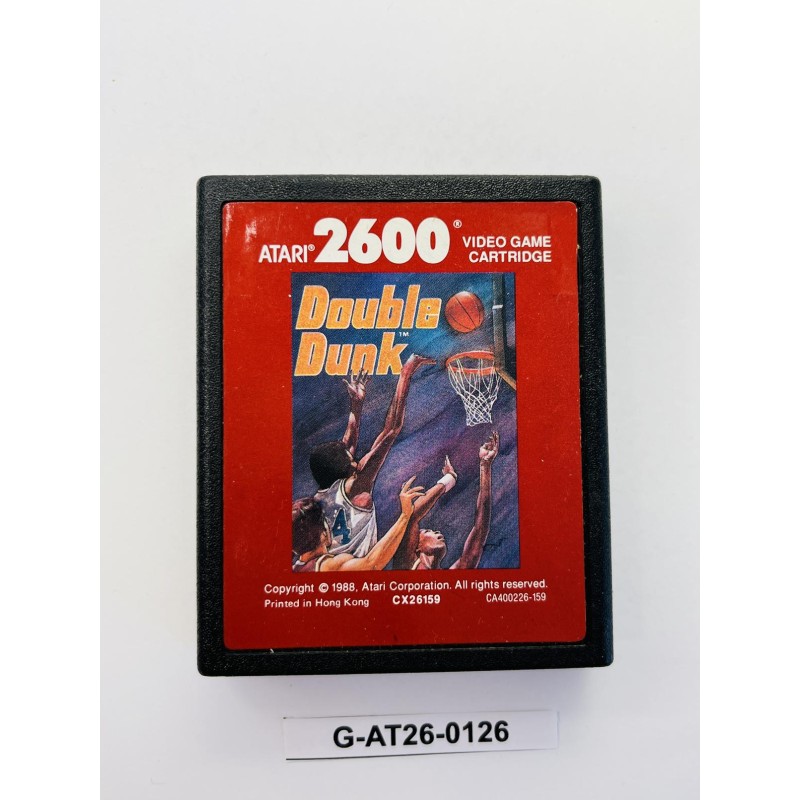 ATARI® 2600® VIDEO GAME
CARTRIDGE
Double
Dunk™
4
Copyright © 1988, Atari Corporation. All rights reserved.
Printed in Hong Kong CX26159 CA400226-159
G-AT26-0126